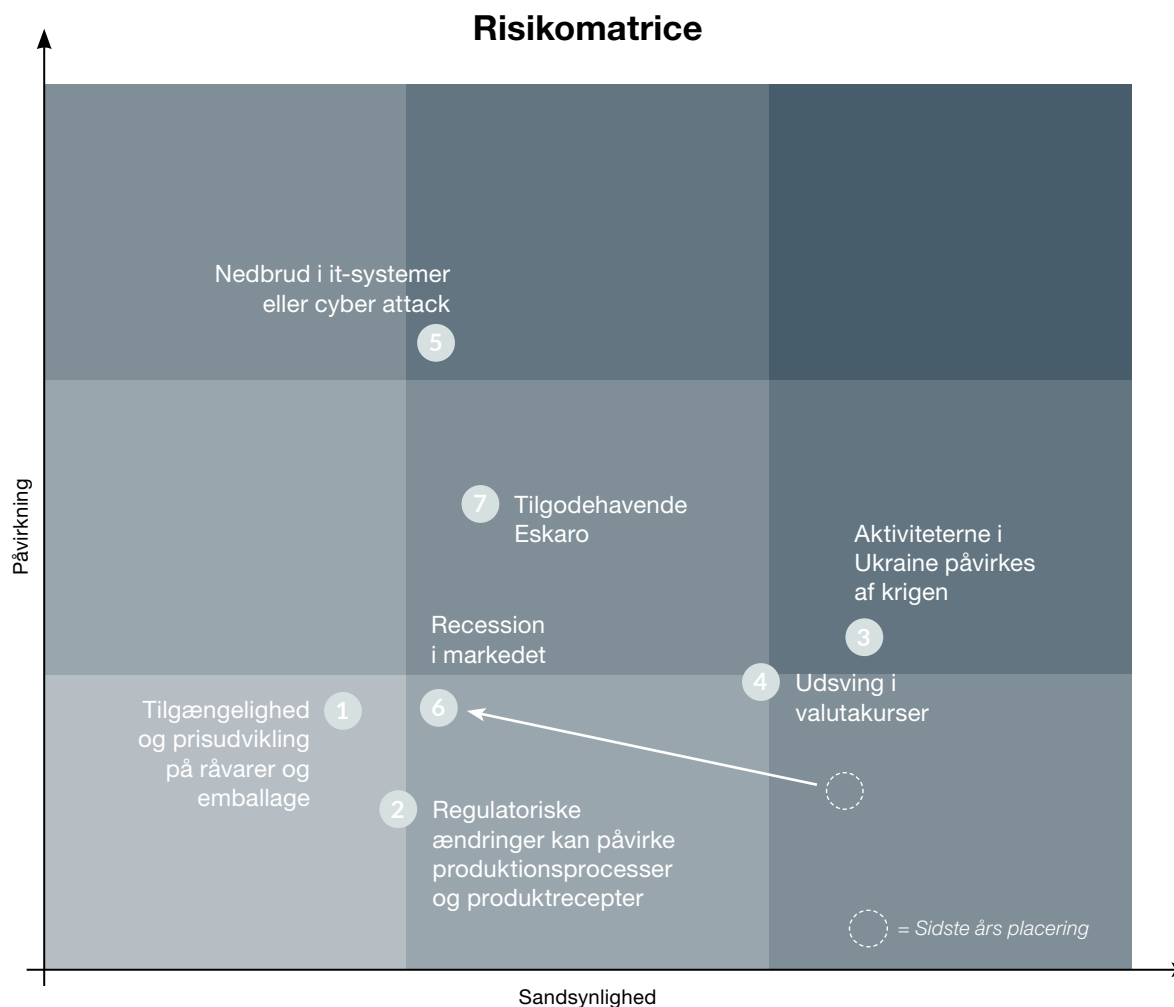 Risikomatrice
Påvirkning
Nedbrud i it-systemer
eller cyber attack
5
7
Tilgodehavende
Eskaro
Aktiviteterne i
Ukraine påvirkes
af krigen
3
Recession
i markedet
6
4
Udsving i
valutakurser
Tilgængelighed
og prisudvikling
på råvarer og
emballage
1
2
Regulatoriske
ændringer kan påvirke
produktionsprocesser
og produktrecepter
= Sidste års placering
Sandsynlighed